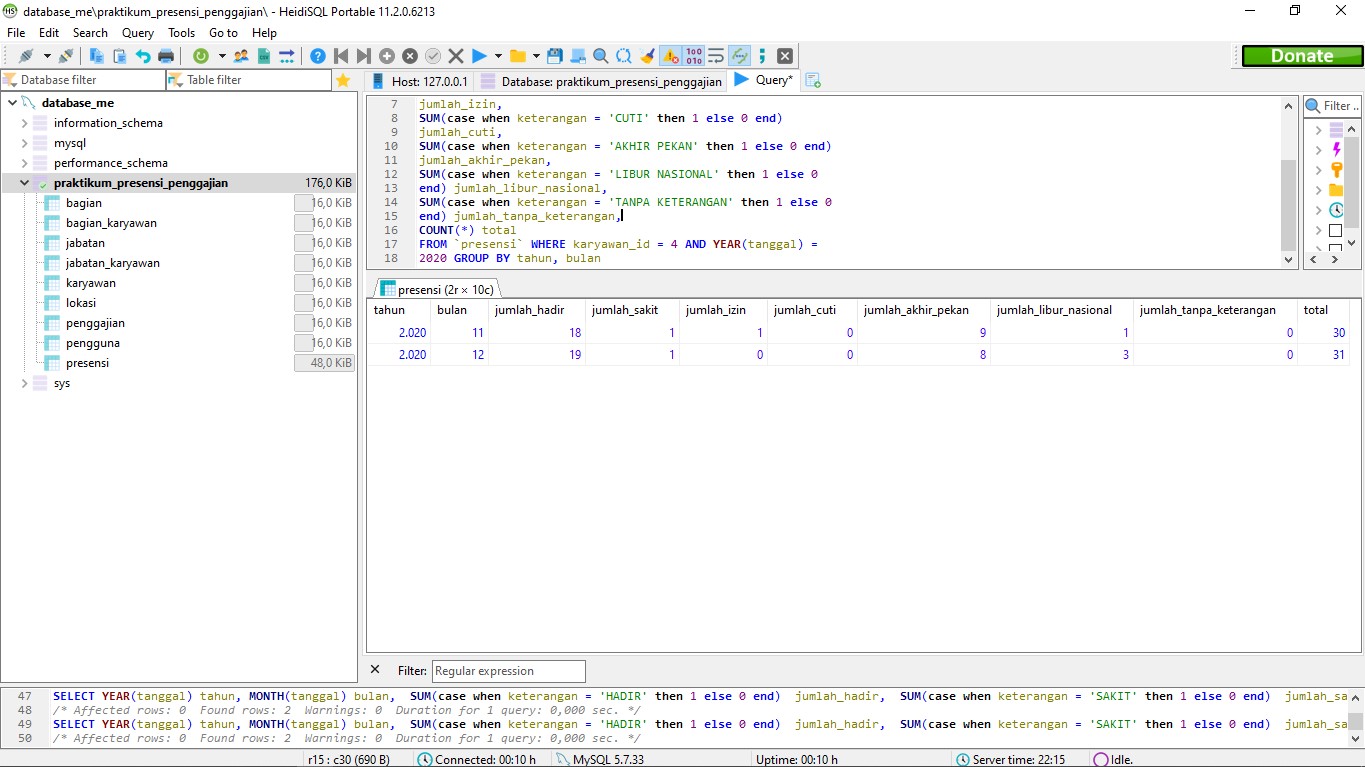 database_me\praktikum_presensi_penggajian\ - HeidiSQL Portable 11.2.0.6213
File Edit Search Query Tools Go to Help
Donate
Database filter Table filter Host: 127.0.0.1 Database: praktikum_presensi_penggajian Query*
database_me
information_schema
mysql
performance_schema
praktikum_presensi_penggajian 176,0 KiB
bagian 16,0 KiB
bagian_karyawan 16,0 KiB
jabatan 16,0 KiB
jabatan_karyawan 16,0 KiB
karyawan 16,0 KiB
lokasi 16,0 KiB
penggajian 16,0 KiB
pengguna 16,0 KiB
presensi 48,0 KiB
sys
7 jumlah_izin,
8 SUM(case when keterangan = 'CUTI' then 1 else 0 end)
9 jumlah_cuti,
10 SUM(case when keterangan = 'AKHIR PEKAN' then 1 else 0 end)
11 jumlah_akhir_pekan,
12 SUM(case when keterangan = 'LIBUR NASIONAL' then 1 else 0
13 end) jumlah_libur_nasional,
14 SUM(case when keterangan = 'TANPA KETERANGAN' then 1 else 0
15 end) jumlah_tanpa_keterangan,
16 COUNT(*) total
17 FROM `presensi` WHERE karyawan_id = 4 AND YEAR(tanggal) =
18 2020 GROUP BY tahun, bulan
Filter ..
presensi (2r × 10c)
tahun bulan jumlah_hadir jumlah_sakit jumlah_izin jumlah_cuti jumlah_akhir_pekan jumlah_libur_nasional jumlah_tanpa_keterangan total
2.020 11 18 1 1 0 9 1 0 30
2.020 12 19 1 0 0 8 3 0 31
Filter: Regular expression
47 SELECT YEAR(tanggal) tahun, MONTH(tanggal) bulan, SUM(case when keterangan = 'HADIR' then 1 else 0 end) jumlah_hadir, SUM(case when keterangan = 'SAKIT' then 1 else 0 end) jumlah_sa
48 /* Affected rows: 0 Found rows: 2 Warnings: 0 Duration for 1 query: 0,000 sec. */
49 SELECT YEAR(tanggal) tahun, MONTH(tanggal) bulan, SUM(case when keterangan = 'HADIR' then 1 else 0 end) jumlah_hadir, SUM(case when keterangan = 'SAKIT' then 1 else 0 end) jumlah_sa
50 /* Affected rows: 0 Found rows: 2 Warnings: 0 Duration for 1 query: 0,000 sec. */
r15 : c30 (690 B) Connected: 00:10 h MySQL 5.7.33 Uptime: 00:10 h Server time: 22:15 Idle.